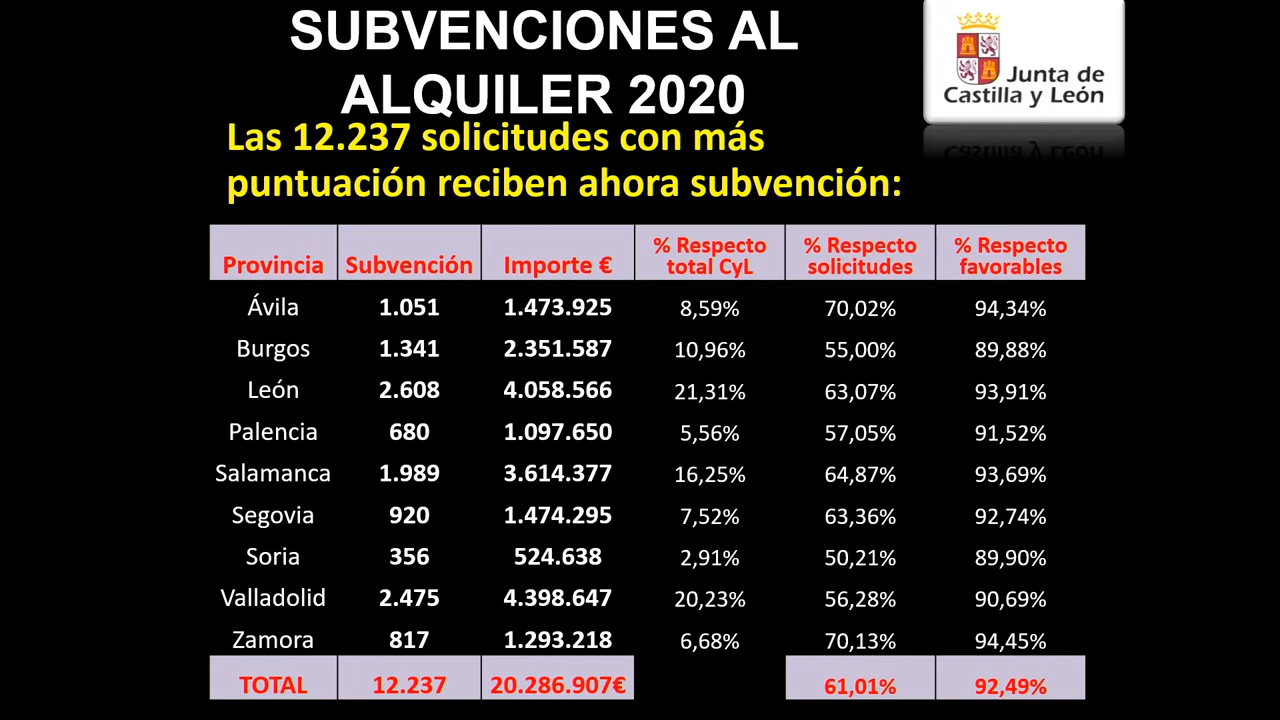 SUBVENCIONES AL
ALQUILER 2020
Junta de
Castilla y León
Las 12.237 solicitudes con más
puntuación reciben ahora subvención:
Provincia Subvención Importe € % Respecto total CyL % Respecto solicitudes % Respecto favorables
Ávila 1.051 1.473.925 8,59% 70,02% 94,34%
Burgos 1.341 2.351.587 10,96% 55,00% 89,88%
León 2.608 4.058.566 21,31% 63,07% 93,91%
Palencia 680 1.097.650 5,56% 57,05% 91,52%
Salamanca 1.989 3.614.377 16,25% 64,87% 93,69%
Segovia 920 1.474.295 7,52% 63,36% 92,74%
Soria 356 524.638 2,91% 50,21% 89,90%
Valladolid 2.475 4.398.647 20,23% 56,28% 90,69%
Zamora 817 1.293.218 6,68% 70,13% 94,45%
TOTAL 12.237 20.286.907€ 61,01% 92,49%